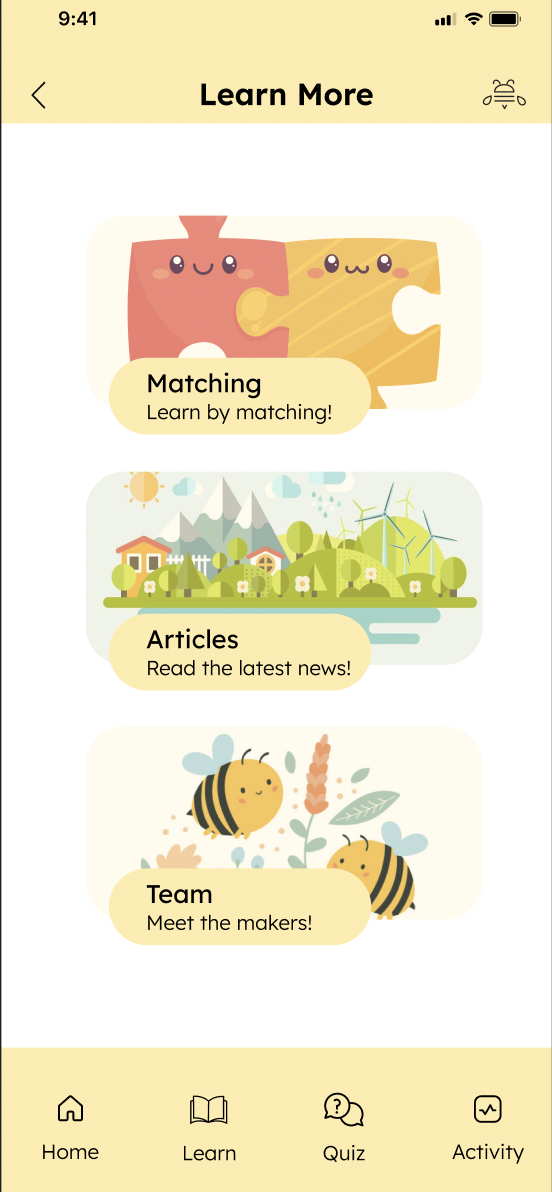 9:41
Learn More
Matching
Learn by matching!
Articles
Read the latest news!
Team
Meet the makers!
?
Home
Learn
Quiz
Activity